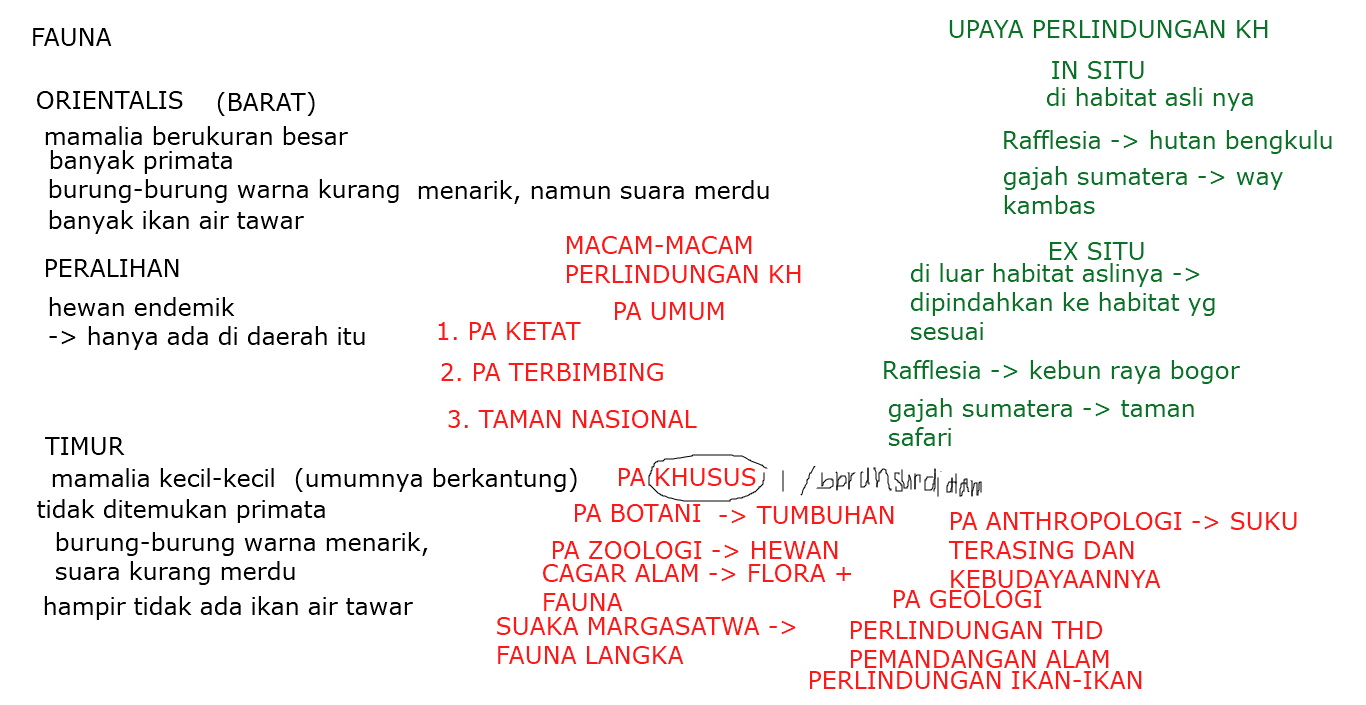 FAUNA
ORIENTALIS (BARAT)
mamalia berukuran besar
banyak primata
burung-burung warna kurang menarik, namun suara merdu
banyak ikan air tawar
PERALIHAN
hewan endemik
-> hanya ada di daerah itu
TIMUR
mamalia kecil-kecil (umumnya berkantung)
tidak ditemukan primata
burung-burung warna menarik,
suara kurang merdu
hampir tidak ada ikan air tawar
MACAM-MACAM
PERLINDUNGAN KH
PA UMUM
1. PA KETAT
2. PA TERBIMBING
3. TAMAN NASIONAL
PA KHUSUS
PA BOTANI -> TUMBUHAN
PA ZOOLOGI -> HEWAN
CAGAR ALAM -> FLORA +
FAUNA
SUAKA MARGASATWA ->
FAUNA LANGKA
PA ANTHROPOLOGI -> SUKU
TERASING DAN
KEBUDAYAANNYA
PA GEOLOGI
PERLINDUNGAN THD
PEMANDANGAN ALAM
PERLINDUNGAN IKAN-IKAN
UPAYA PERLINDUNGAN KH
IN SITU
di habitat asli nya
Rafflesia -> hutan bengkulu
gajah sumatera -> way
kambas
EX SITU
di luar habitat aslinya ->
dipindahkan ke habitat yg
sesuai
Rafflesia -> kebun raya bogor
gajah sumatera -> taman
safari